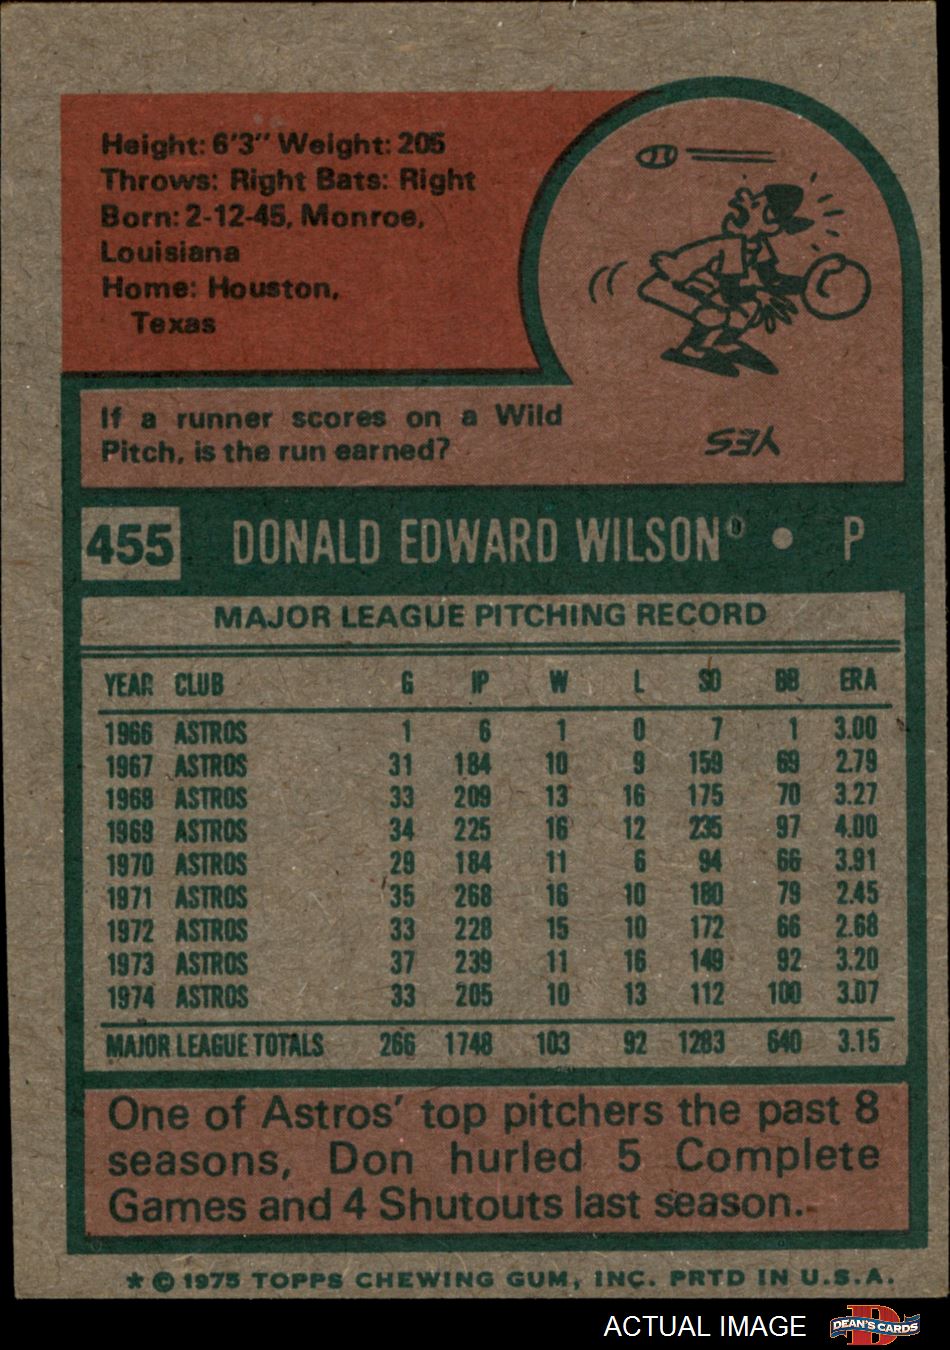 Height: 6'3" Weight: 205
Throws: Right Bats: Right
Born: 2-12-45, Monroe,
Louisiana
Home: Houston,
Texas
If a runner scores on a Wild
Pitch, is the run earned?
YES
455 DONALD EDWARD WILSON • P
MAJOR LEAGUE PITCHING RECORD
YEAR CLUB G IP W L SO BB ERA
1966 ASTROS 1 6 1 0 7 1 3.00
1967 ASTROS 31 184 10 9 159 69 2.79
1968 ASTROS 33 209 13 16 175 70 3.27
1969 ASTROS 34 225 16 12 235 97 4.00
1970 ASTROS 29 184 11 6 94 66 3.91
1971 ASTROS 35 268 16 10 180 79 2.45
1972 ASTROS 33 228 15 10 172 66 2.68
1973 ASTROS 37 239 11 16 149 92 3.20
1974 ASTROS 33 205 10 13 112 100 3.07
MAJOR LEAGUE TOTALS 266 1748 103 92 1283 640 3.15
One of Astros' top pitchers the past 8
seasons, Don hurled 5 Complete
Games and 4 Shutouts last season.
* © 1975 TOPPS CHEWING GUM, INC. PRTD IN U.S.A.
ACTUAL IMAGE D DEAN'S CARDS